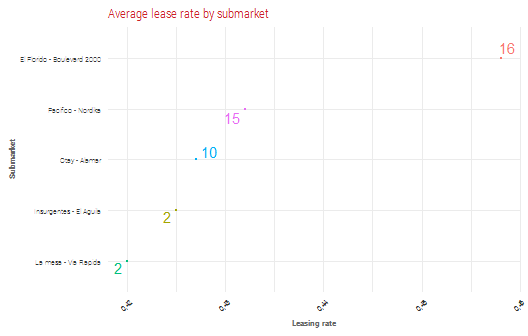 Average lease rate by submarket
16
El Florido - Boulevard 2000
15
Pacifico - Nordika
10
Otay - Alamar
2
Insurgentes - El Aguila
2
La mesa - Via Rapida
Submarket
Leasing rate